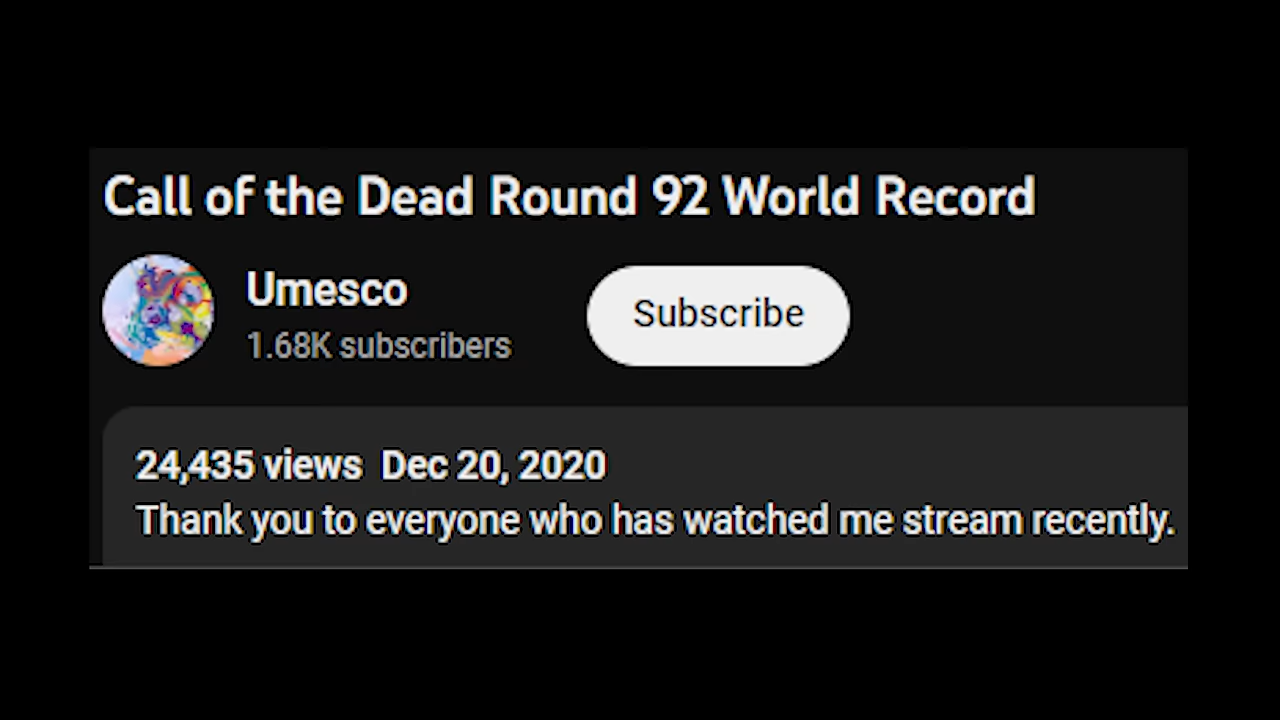 Call of the Dead Round 92 World Record
Umesco
Subscribe
1.68K subscribers
24,435 views Dec 20, 2020
Thank you to everyone who has watched me stream recently.